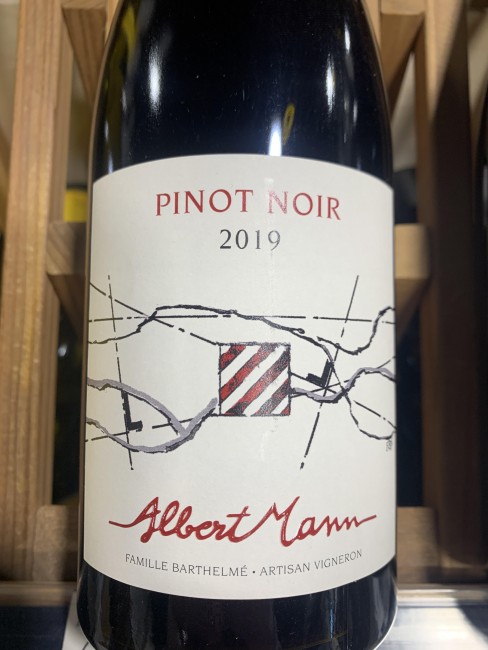 PINOT NOIR
2019
Albert Mann
FAMILLE BARTHELMÉ • ARTISAN VIGNERON